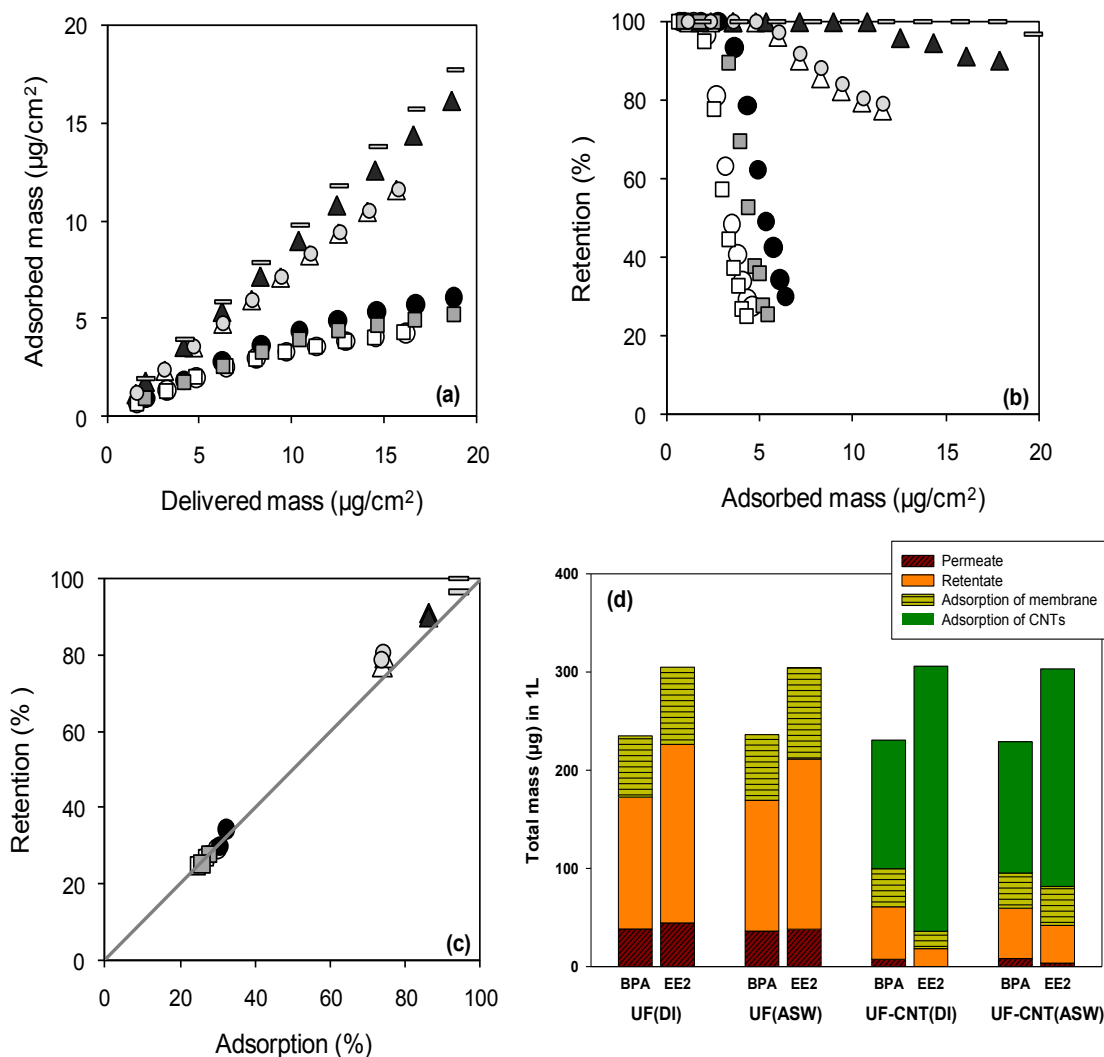 20
15
10
5
0
Adsorbed mass (µg/cm²)
(a)
0
5
10
15
20
Delivered mass (µg/cm²)
100
80
60
40
20
0
Retention (%)
(b)
0
5
10
15
20
Adsorbed mass (µg/cm²)
100
80
60
40
20
0
Retention (%)
(c)
0
20
40
60
80
100
Adsorption (%)
Permeate
Retentate
Adsorption of membrane
Adsorption of CNTs
400
300
200
100
0
Total mass (µg) in 1L
(d)
BPA EE2 BPA EE2 BPA EE2 BPA EE2
UF(DI) UF(ASW) UF-CNT(DI) UF-CNT(ASW)